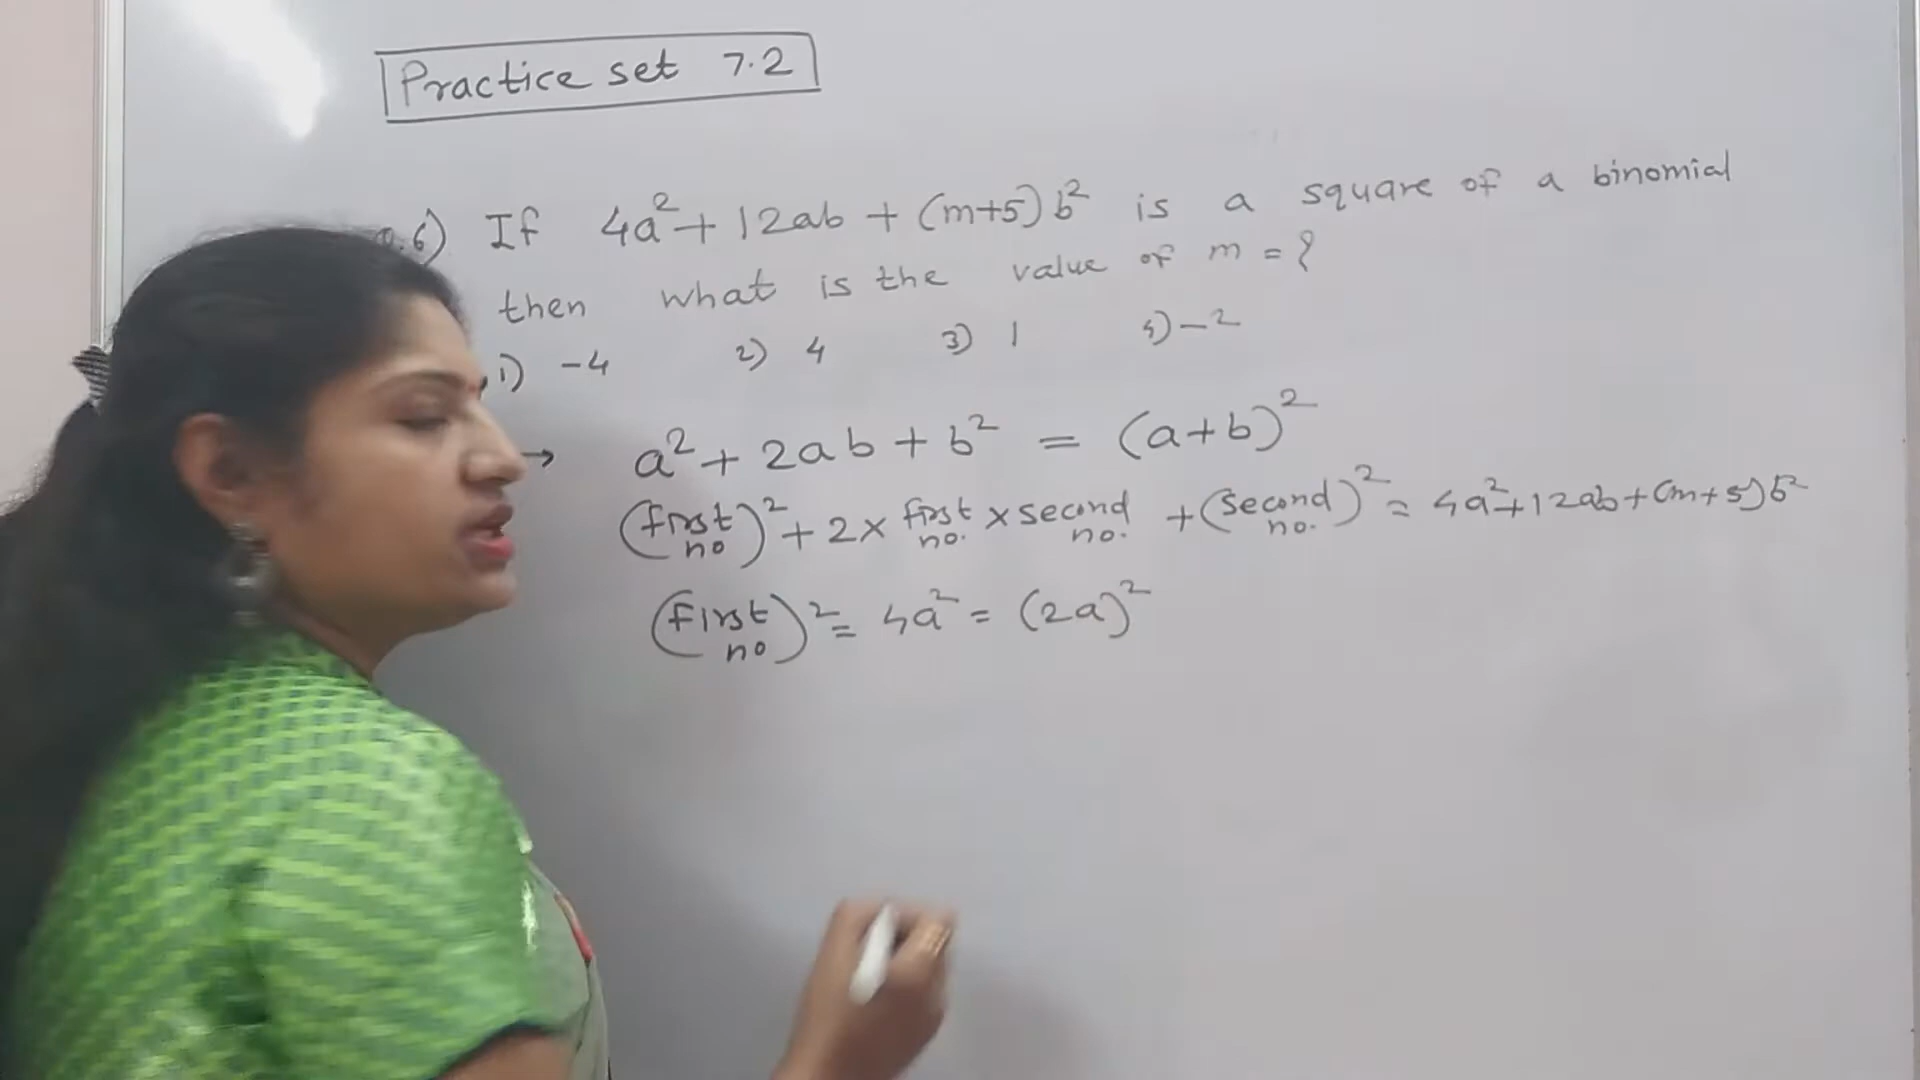 Practice set 7.2
6) If 4a²+12ab+(m+5)b² is a square of a binomial
then what is the value of m = ?
1) -4 2) 4 3) 1 4) -2
→ a²+2ab+b² = (a+b)²
(first no)²+2× first no. × second no. +(second no.)² = 4a²+12ab+(m+5)b²
(first no)² = 4a² = (2a)²